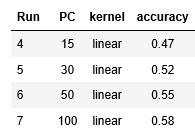 Run PC kernel accuracy
4 15 linear 0.47
5 30 linear 0.52
6 50 linear 0.55
7 100 linear 0.58